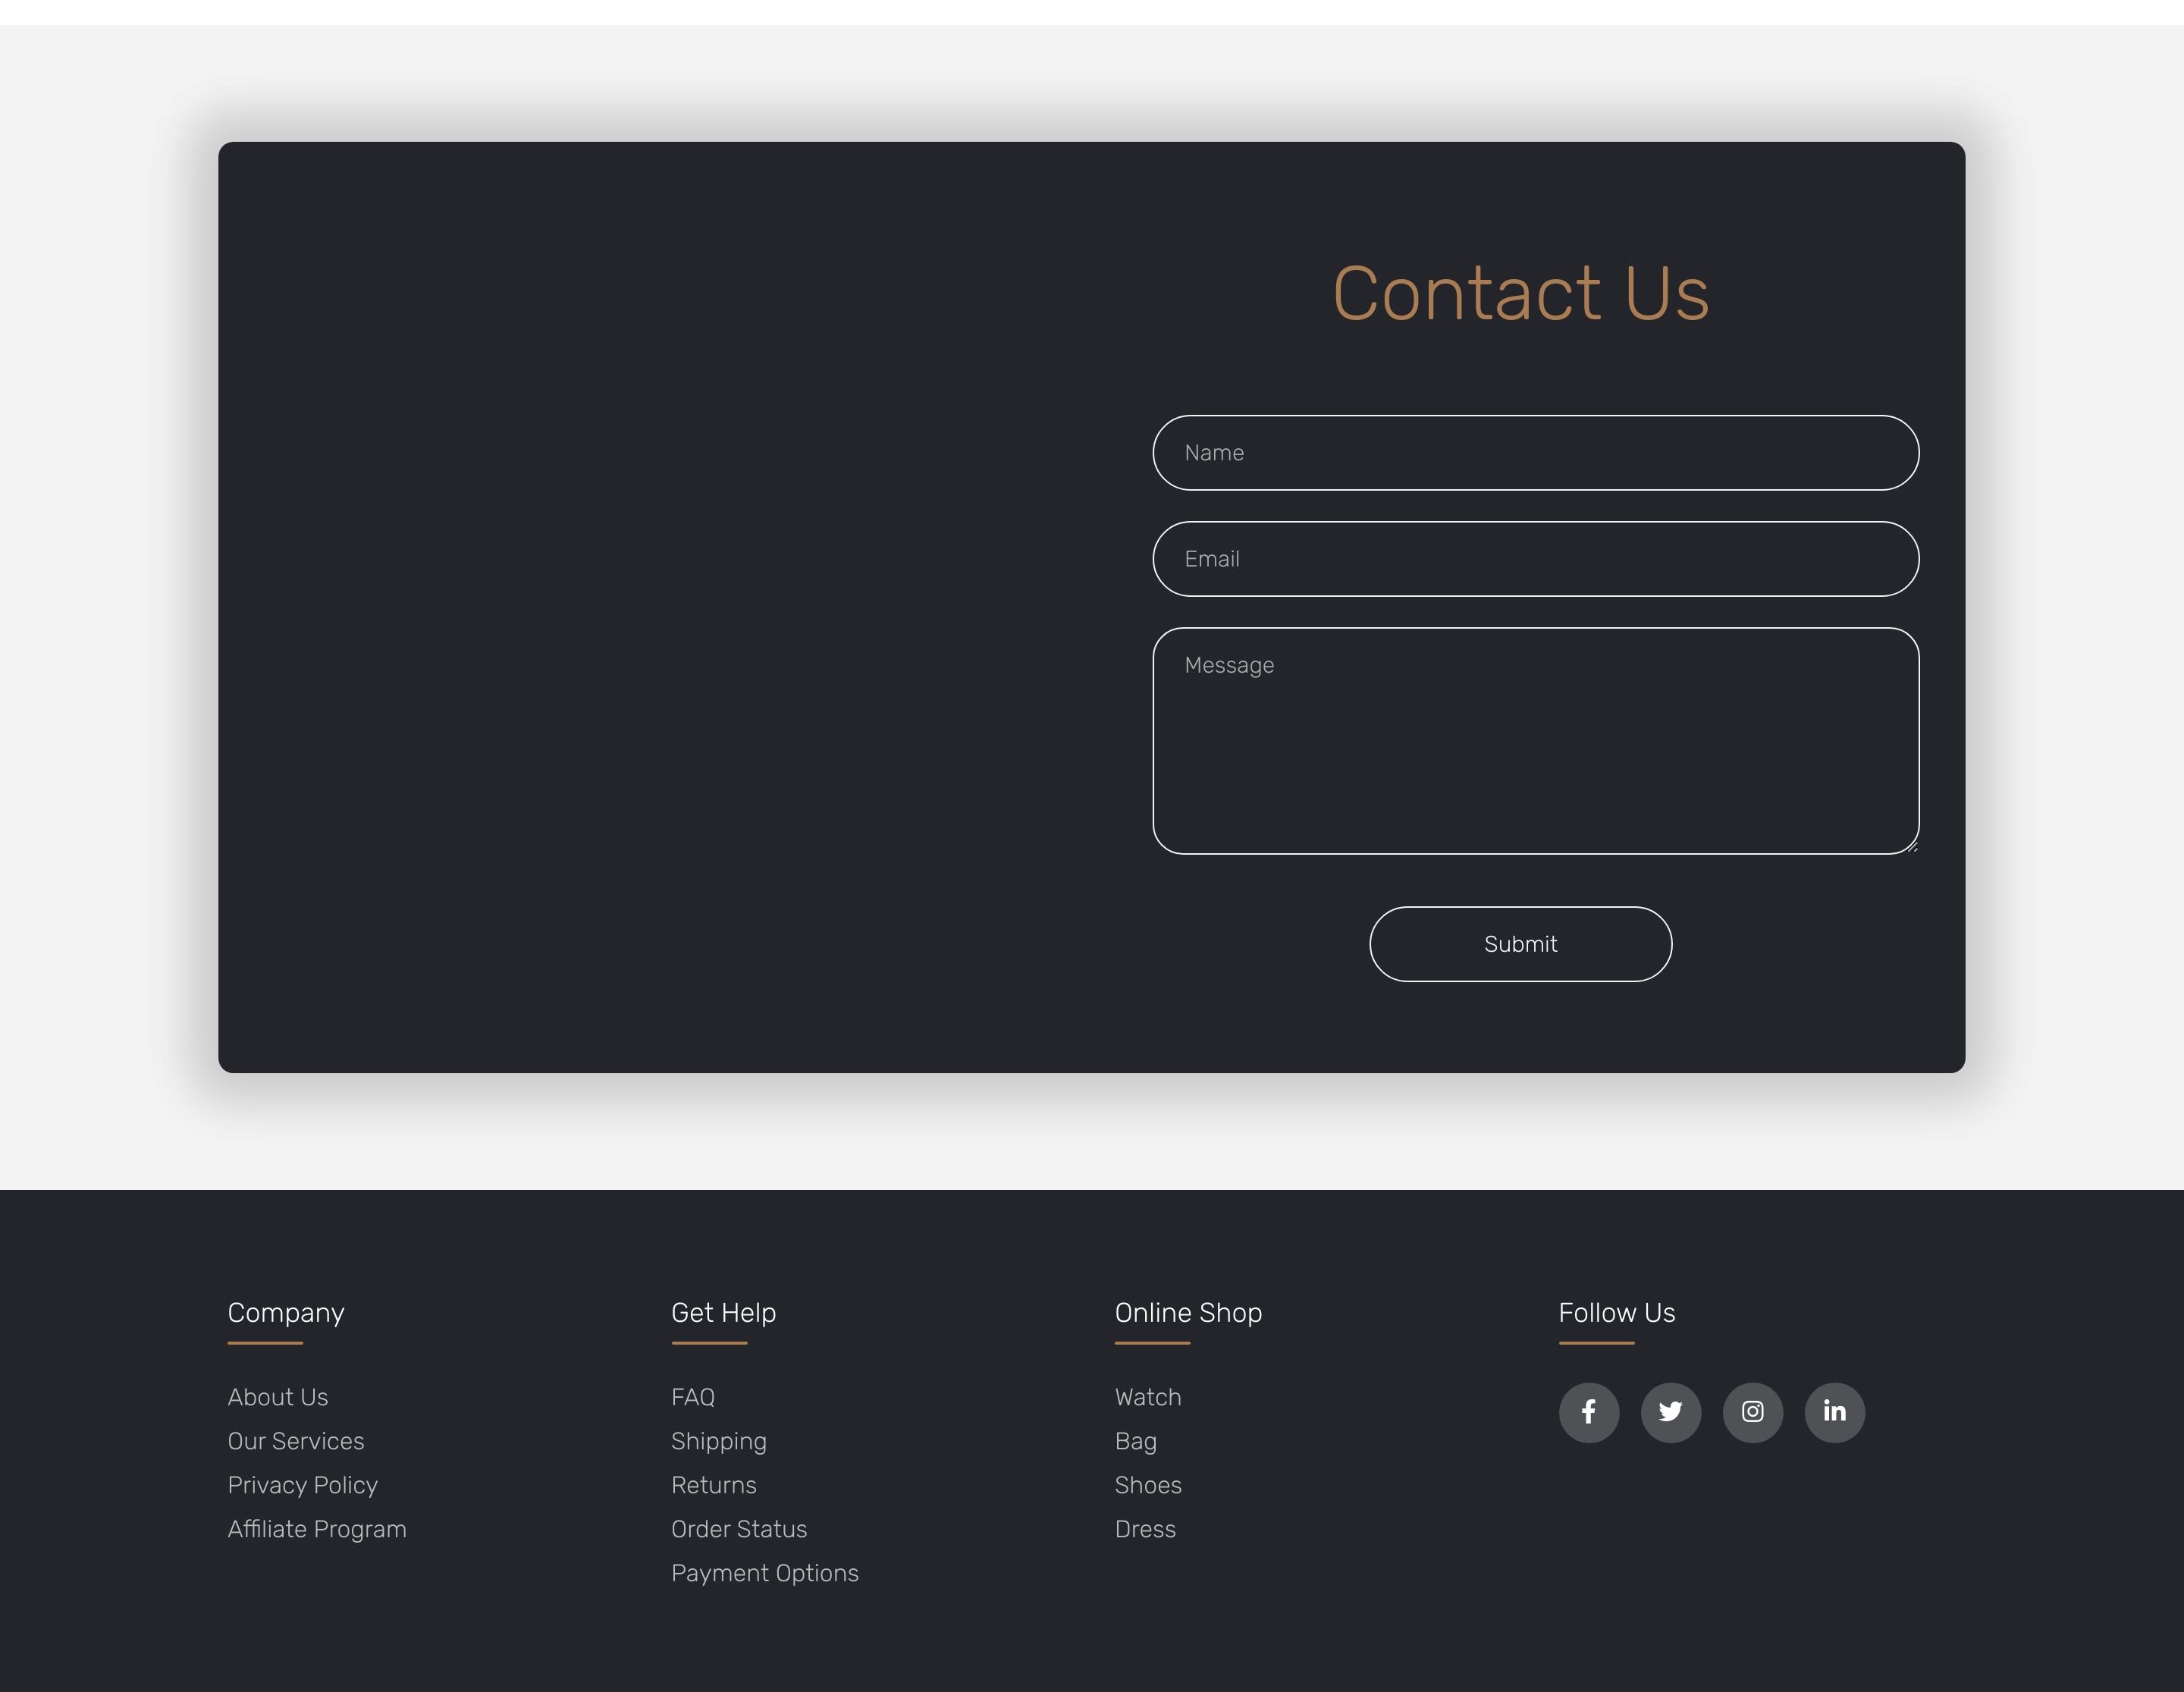 Contact Us
Name
Email
Message
Submit
Company
About Us
Our Services
Privacy Policy
Affiliate Program
Get Help
FAQ
Shipping
Returns
Order Status
Payment Options
Online Shop
Watch
Bag
Shoes
Dress
Follow Us